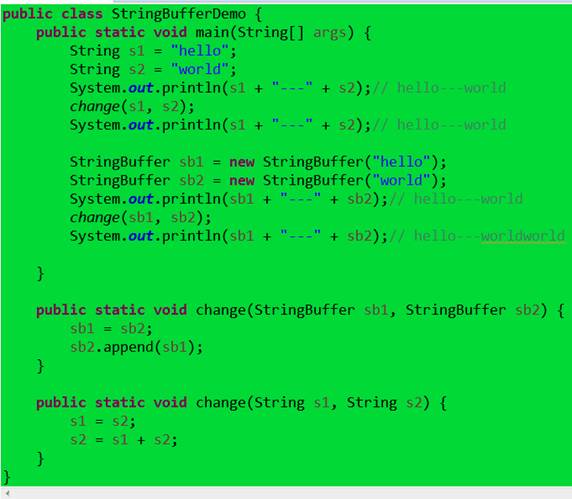 public class StringBufferDemo {
    public static void main(String[] args) {
        String s1 = "hello";
        String s2 = "world";
        System.out.println(s1 + "---" + s2);// hello---world
        change(s1, s2);
        System.out.println(s1 + "---" + s2);// hello---world

        StringBuffer sb1 = new StringBuffer("hello");
        StringBuffer sb2 = new StringBuffer("world");
        System.out.println(sb1 + "---" + sb2);// hello---world
        change(sb1, sb2);
        System.out.println(sb1 + "---" + sb2);// hello---worldworld

    }

    public static void change(StringBuffer sb1, StringBuffer sb2) {
        sb1 = sb2;
        sb2.append(sb1);
    }

    public static void change(String s1, String s2) {
        s1 = s2;
        s2 = s1 + s2;
    }
}